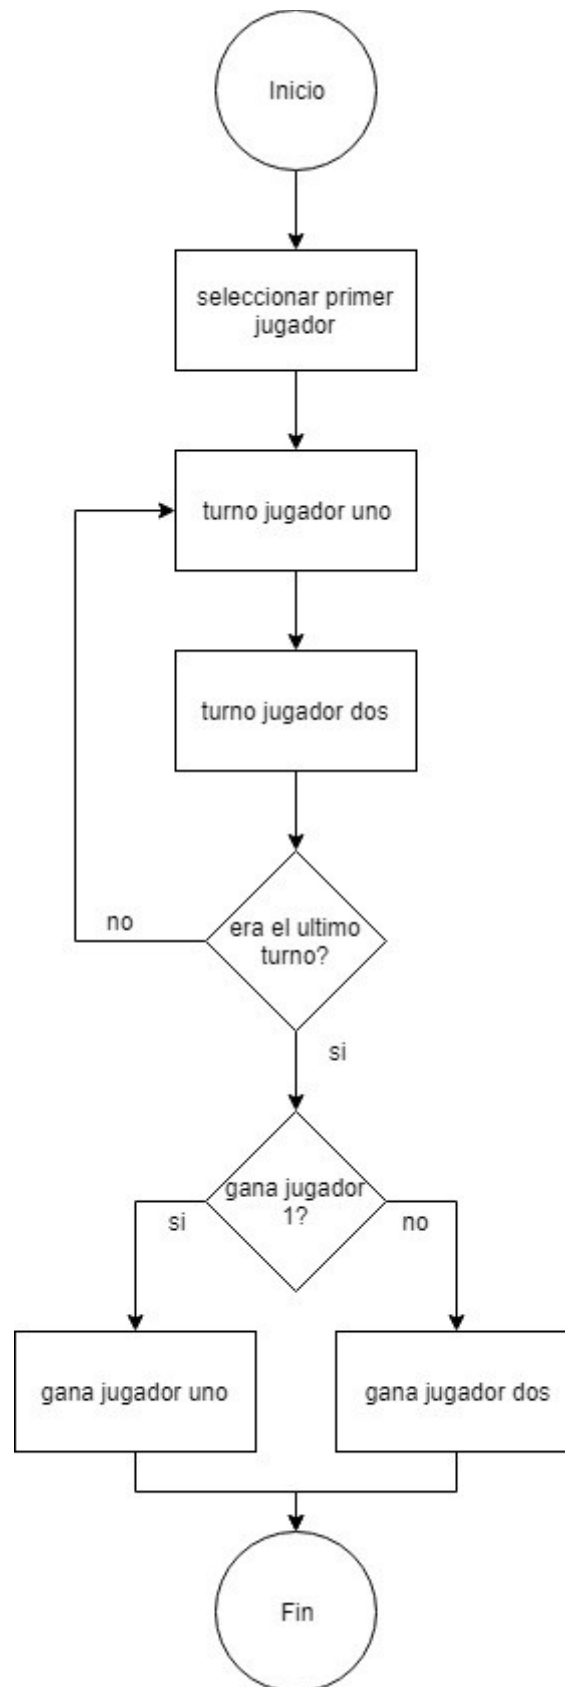 Inicio
seleccionar primer
jugador
turno jugador uno
turno jugador dos
era el ultimo
turno?
no
si
gana jugador
1?
si
no
gana jugador uno
gana jugador dos
Fin